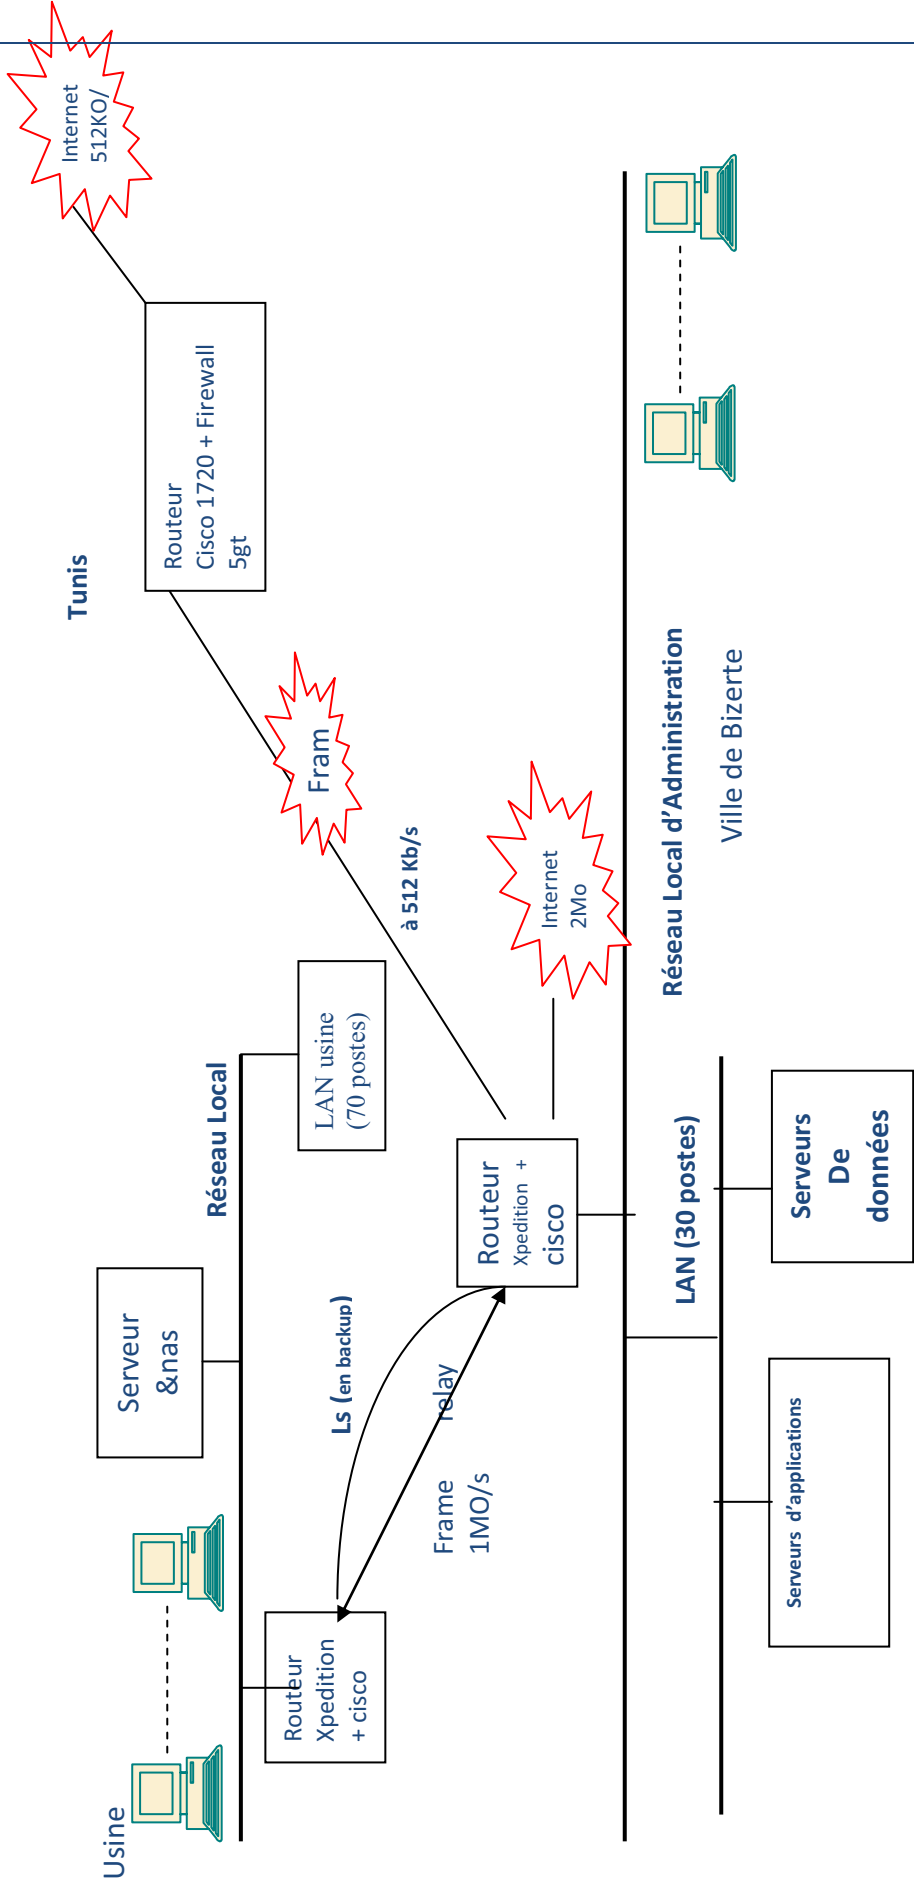 Usine
Serveur
&nas
Réseau Local
LAN usine
(70 postes)
Routeur
Xpedition
+ cisco
Ls (en backup)
Frame
relay
1MO/s
Tunis
Internet
512KO/
Routeur
Cisco 1720 + Firewall
5gt
Fram
à 512 Kb/s
Routeur
Xpedition +
cisco
Internet
2Mo
Réseau Local d’Administration
Ville de Bizerte
LAN (30 postes)
Serveurs d’applications
Serveurs
De
données